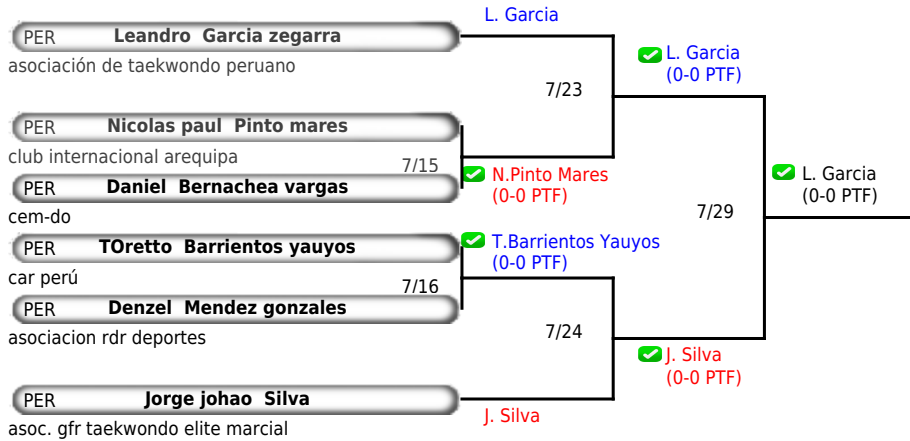 L. Garcia
PER Leandro Garcia zegarra
asociación de taekwondo peruano
L. Garcia
(0-0 PTF)
7/23
PER Nicolas paul Pinto mares
club internacional arequipa
7/15
N.Pinto Mares
(0-0 PTF)
PER Daniel Bernachea vargas
cem-do
L. Garcia
(0-0 PTF)
7/29
PER TOretto Barrientos yauyos
car perú
T.Barrientos Yauyos
(0-0 PTF)
7/16
PER Denzel Mendez gonzales
asociacion rdr deportes
7/24
J. Silva
(0-0 PTF)
PER Jorge johao Silva
asoc. gfr taekwondo elite marcial
J. Silva